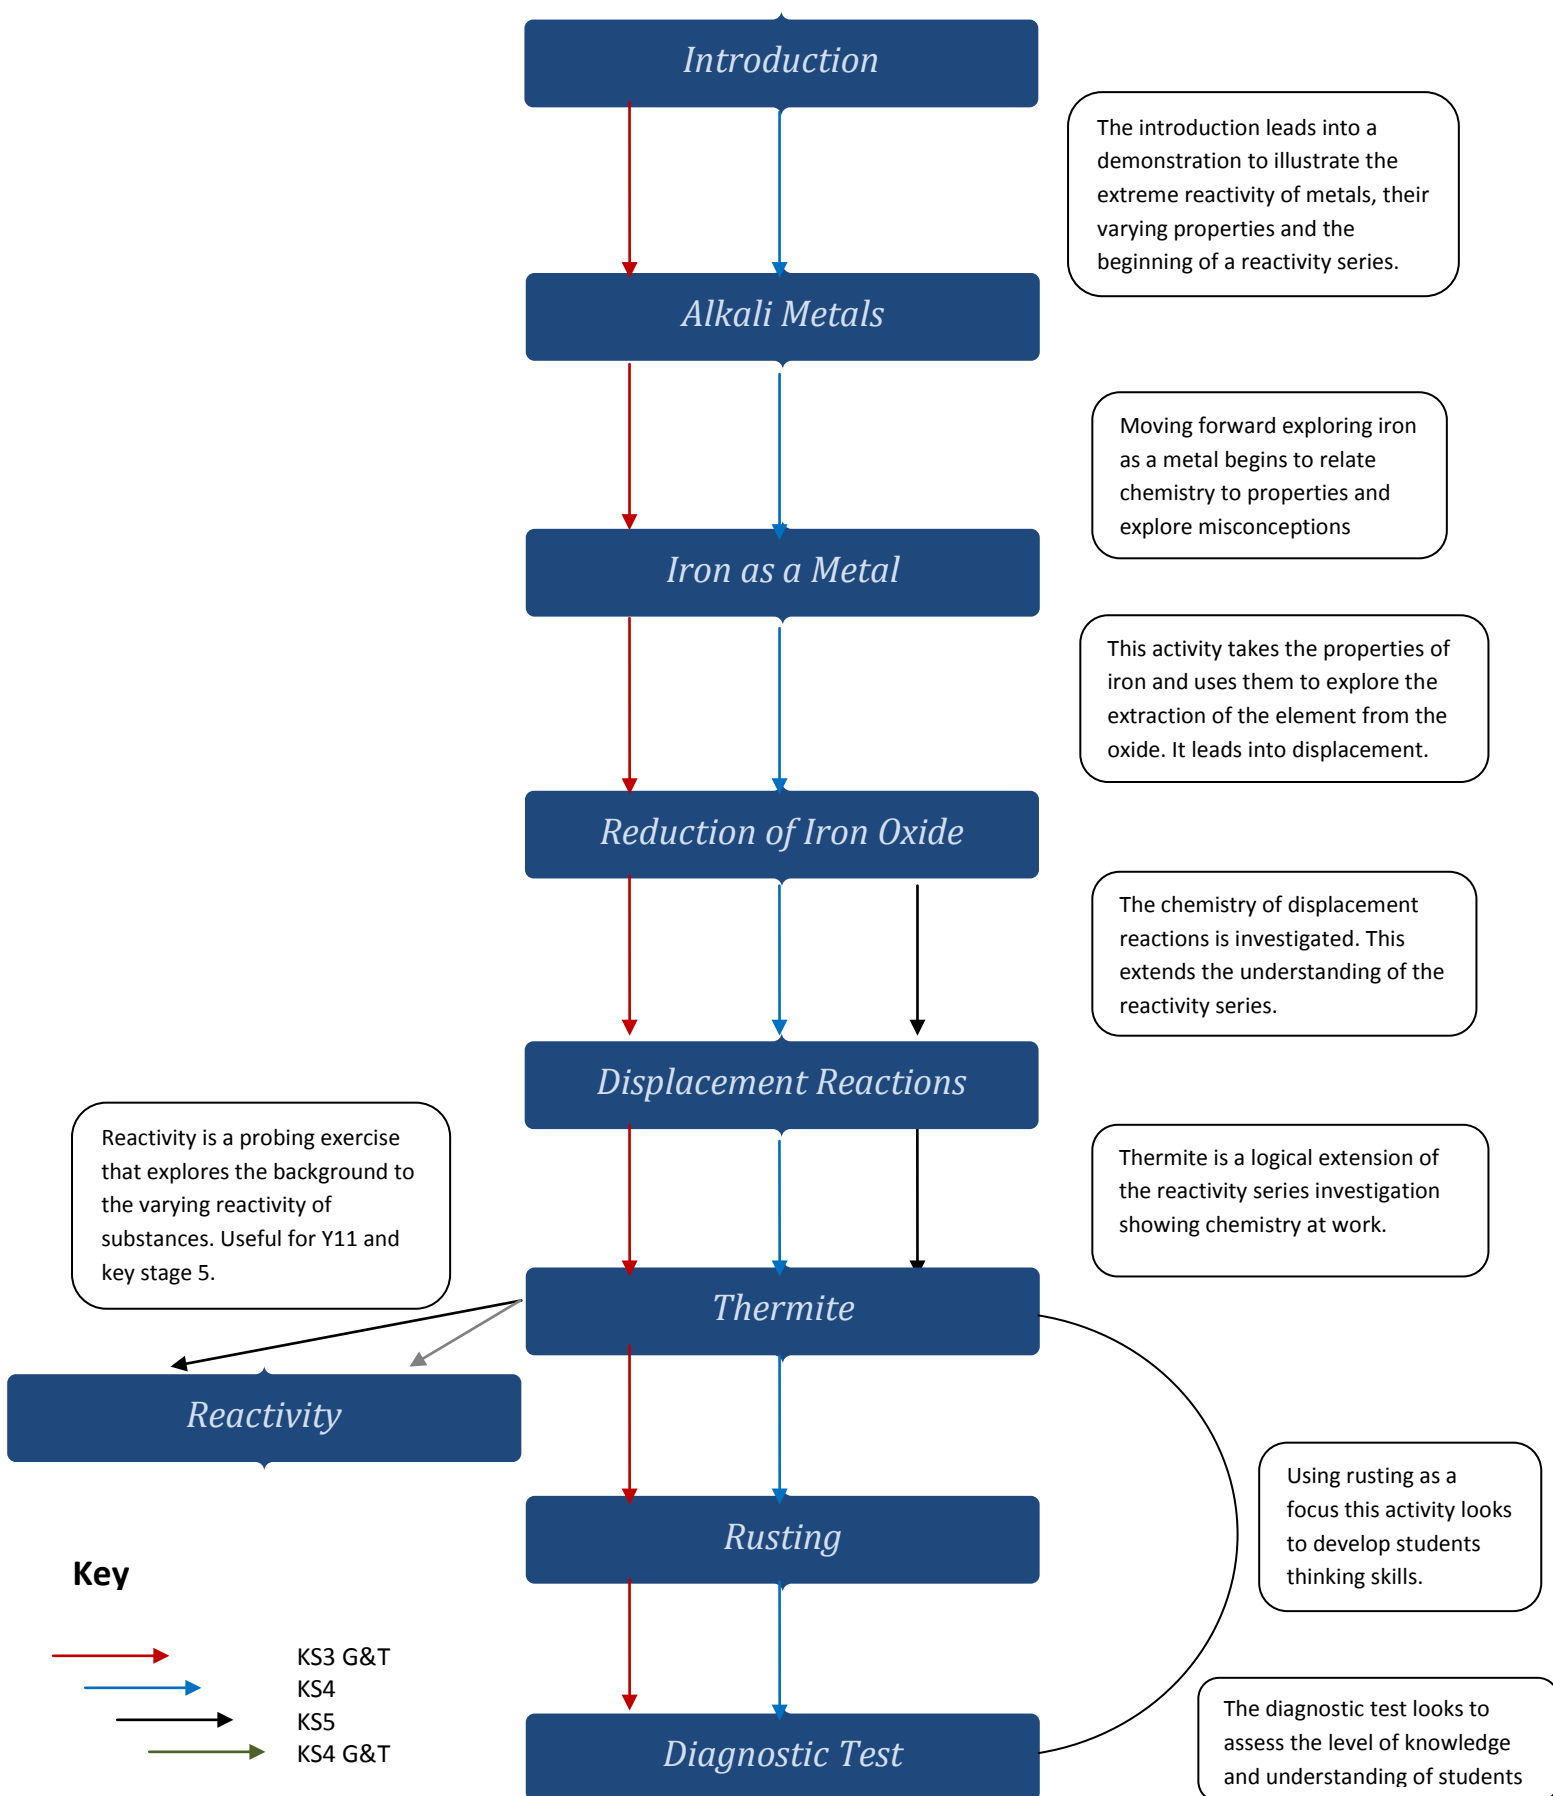 Introduction
The introduction leads into a
demonstration to illustrate the
extreme reactivity of metals, their
varying properties and the
beginning of a reactivity series.
Alkali Metals
Moving forward exploring iron
as a metal begins to relate
chemistry to properties and
explore misconceptions
Iron as a Metal
This activity takes the properties of
iron and uses them to explore the
extraction of the element from the
oxide. It leads into displacement.
Reduction of Iron Oxide
The chemistry of displacement
reactions is investigated. This
extends the understanding of the
reactivity series.
Displacement Reactions
Reactivity is a probing exercise
that explores the background to
the varying reactivity of
substances. Useful for Y11 and
key stage 5.
Thermite is a logical extension of
the reactivity series investigation
showing chemistry at work.
Thermite
Reactivity
Using rusting as a
focus this activity looks
to develop students
thinking skills.
Rusting
Key
KS3 G&T
KS4
KS5
KS4 G&T
The diagnostic test looks to
assess the level of knowledge
and understanding of students
Diagnostic Test